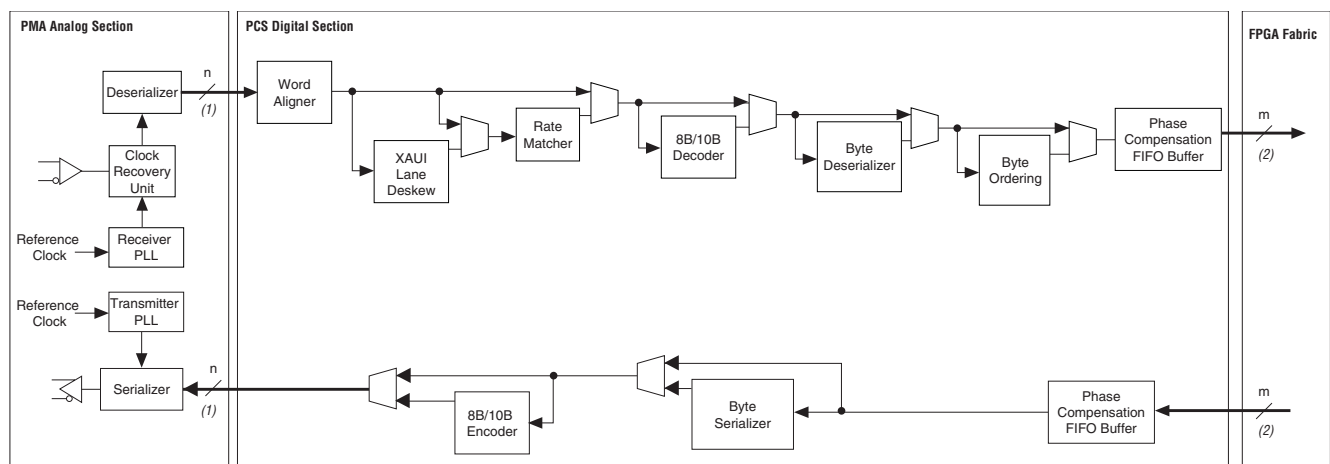 PMA Analog Section
PCS Digital Section
FPGA Fabric
n
(1)
Deserializer
Word
Aligner
Clock
Recovery
Unit
XAUI
Lane
Deskew
Rate
Matcher
8B/10B
Decoder
Byte
Deserializer
Byte
Ordering
Phase
Compensation
FIFO Buffer
m
(2)
Reference
Clock
Receiver
PLL
Reference
Clock
Transmitter
PLL
Serializer
n
(1)
8B/10B
Encoder
Byte
Serializer
Phase
Compensation
FIFO Buffer
m
(2)